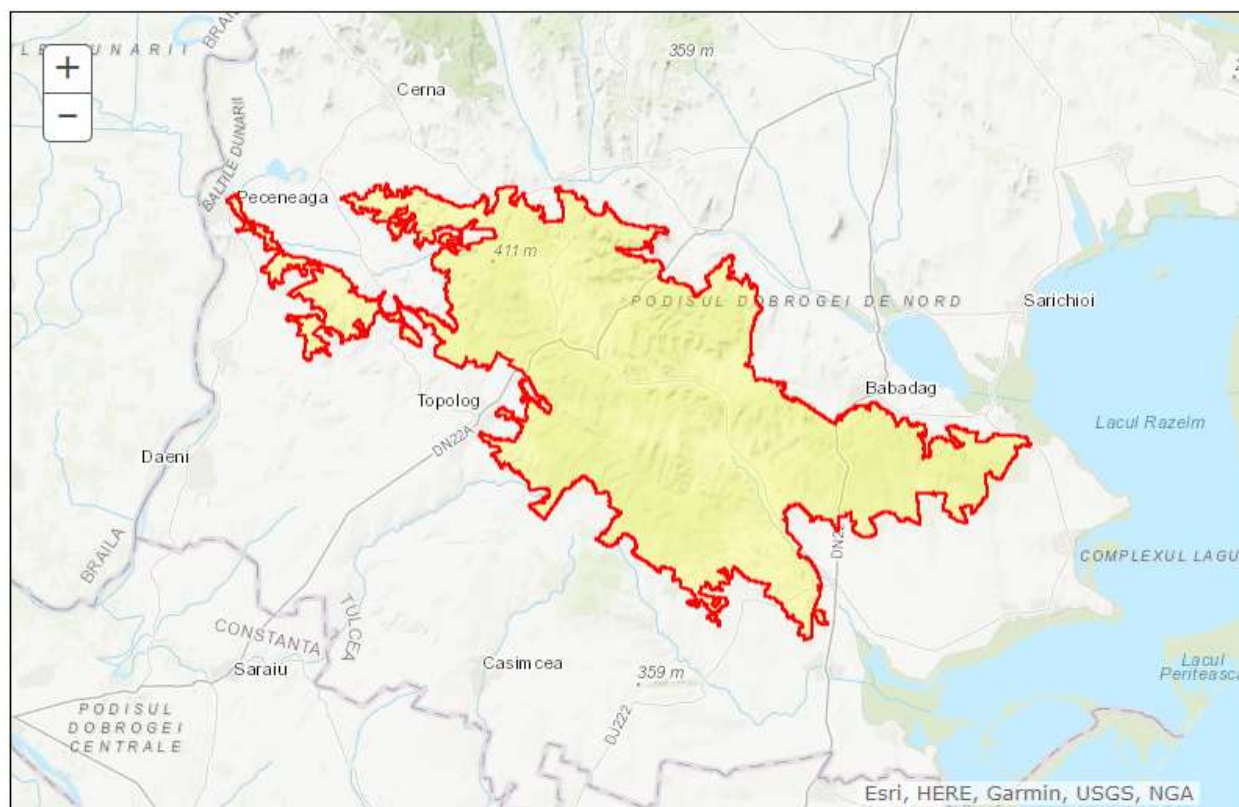 BRAILA
LE DUNARII
359 m
+
−
Cerna
BALTILE DUNARII
Peceneaga
411 m
PODISUL DOBROGEI DE NORD
Sarichioi
Babadag
Topolog
Lacul Razelm
DN22A
Daeni
BRAILA
COMPLEXUL LAGU
TULCEA
CONSTANTA
Saraiu
Casimcea
359 m
Lacul
Periteasca
PODISUL
DOBROGEI
CENTRALE
DJ222
Esri, HERE, Garmin, USGS, NGA